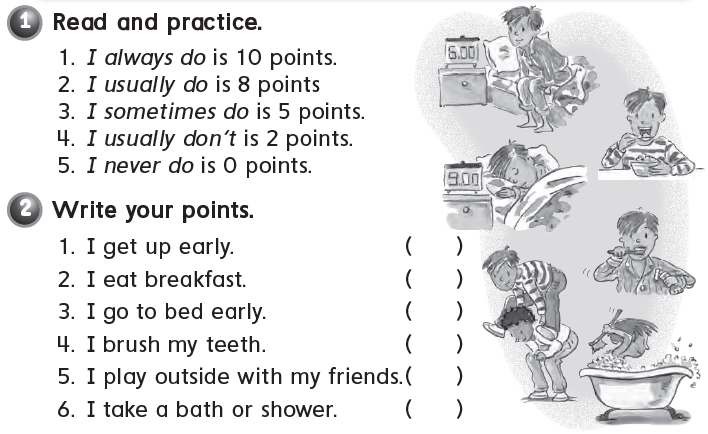 1 Read and practice.
1. I always do is 10 points.
2. I usually do is 8 points
3. I sometimes do is 5 points.
4. I usually don't is 2 points.
5. I never do is 0 points.
6:00
9:00
2 Write your points.
1. I get up early. ( )
2. I eat breakfast. ( )
3. I go to bed early. ( )
4. I brush my teeth. ( )
5. I play outside with my friends.( )
6. I take a bath or shower. ( )